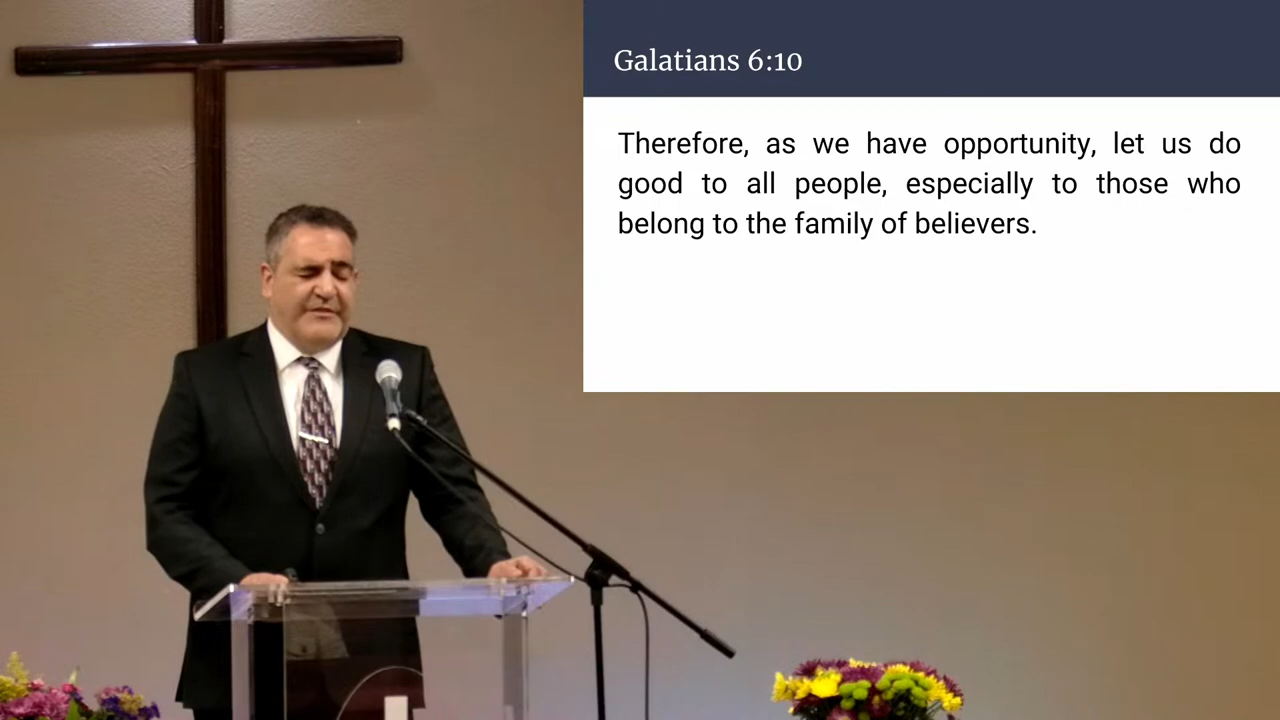 Galatians 6:10
Therefore, as we have opportunity, let us do
good to all people, especially to those who
belong to the family of believers.